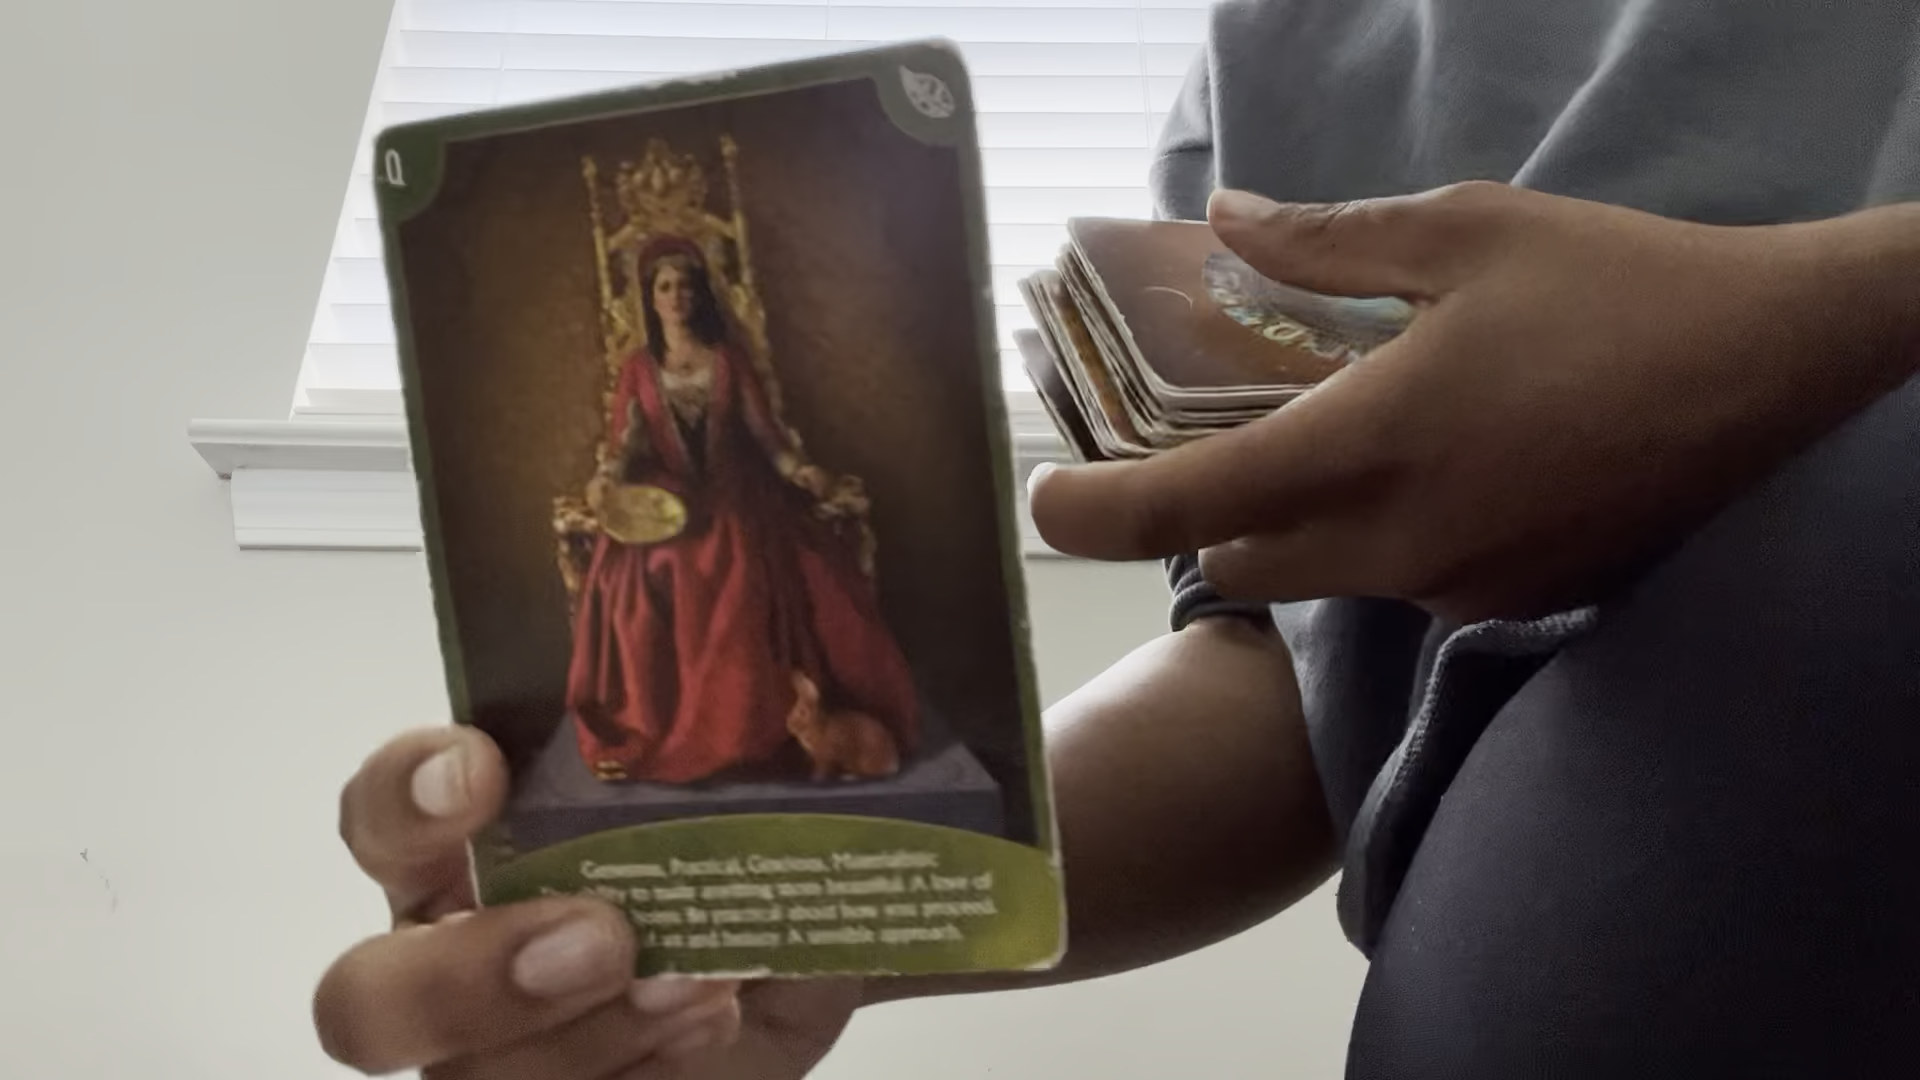 Q
Generous, Practical, Gracious, Materialistic
to make anything more beautiful. A love of
Be practical about how you proceed.
art and beauty. A sensible approach.